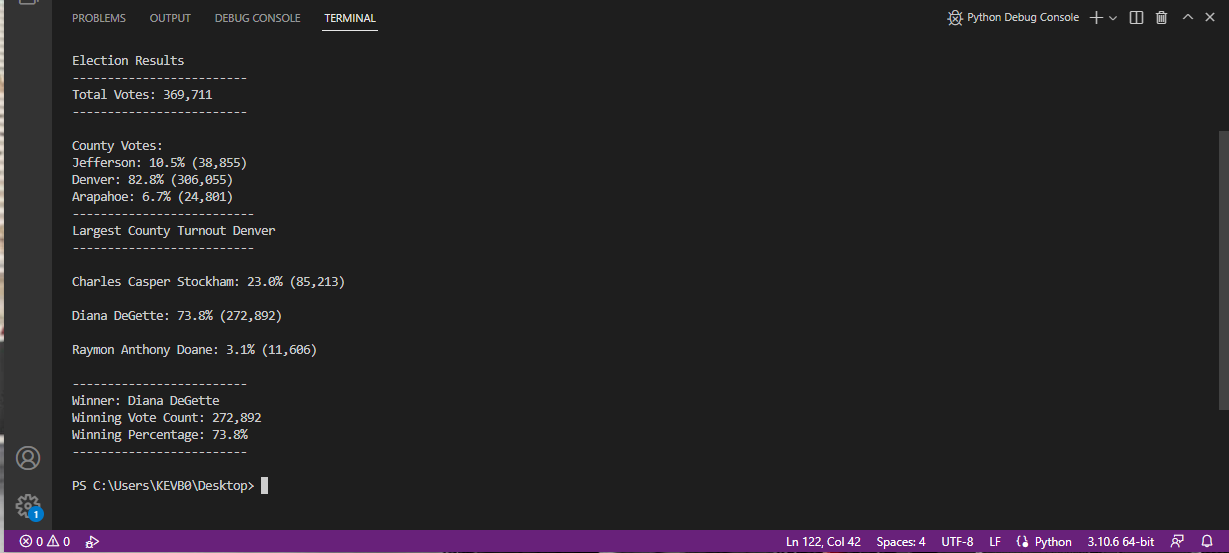 PROBLEMS OUTPUT DEBUG CONSOLE TERMINAL Python Debug Console
Election Results
-------------------------
Total Votes: 369,711
-------------------------
County Votes:
Jefferson: 10.5% (38,855)
Denver: 82.8% (306,055)
Arapahoe: 6.7% (24,801)
--------------------------
Largest County Turnout Denver
--------------------------
Charles Casper Stockham: 23.0% (85,213)
Diana DeGette: 73.8% (272,892)
Raymon Anthony Doane: 3.1% (11,606)
-------------------------
Winner: Diana DeGette
Winning Vote Count: 272,892
Winning Percentage: 73.8%
-------------------------
PS C:\Users\KEVB0\Desktop>
1
0 0 Ln 122, Col 42 Spaces: 4 UTF-8 LF Python 3.10.6 64-bit